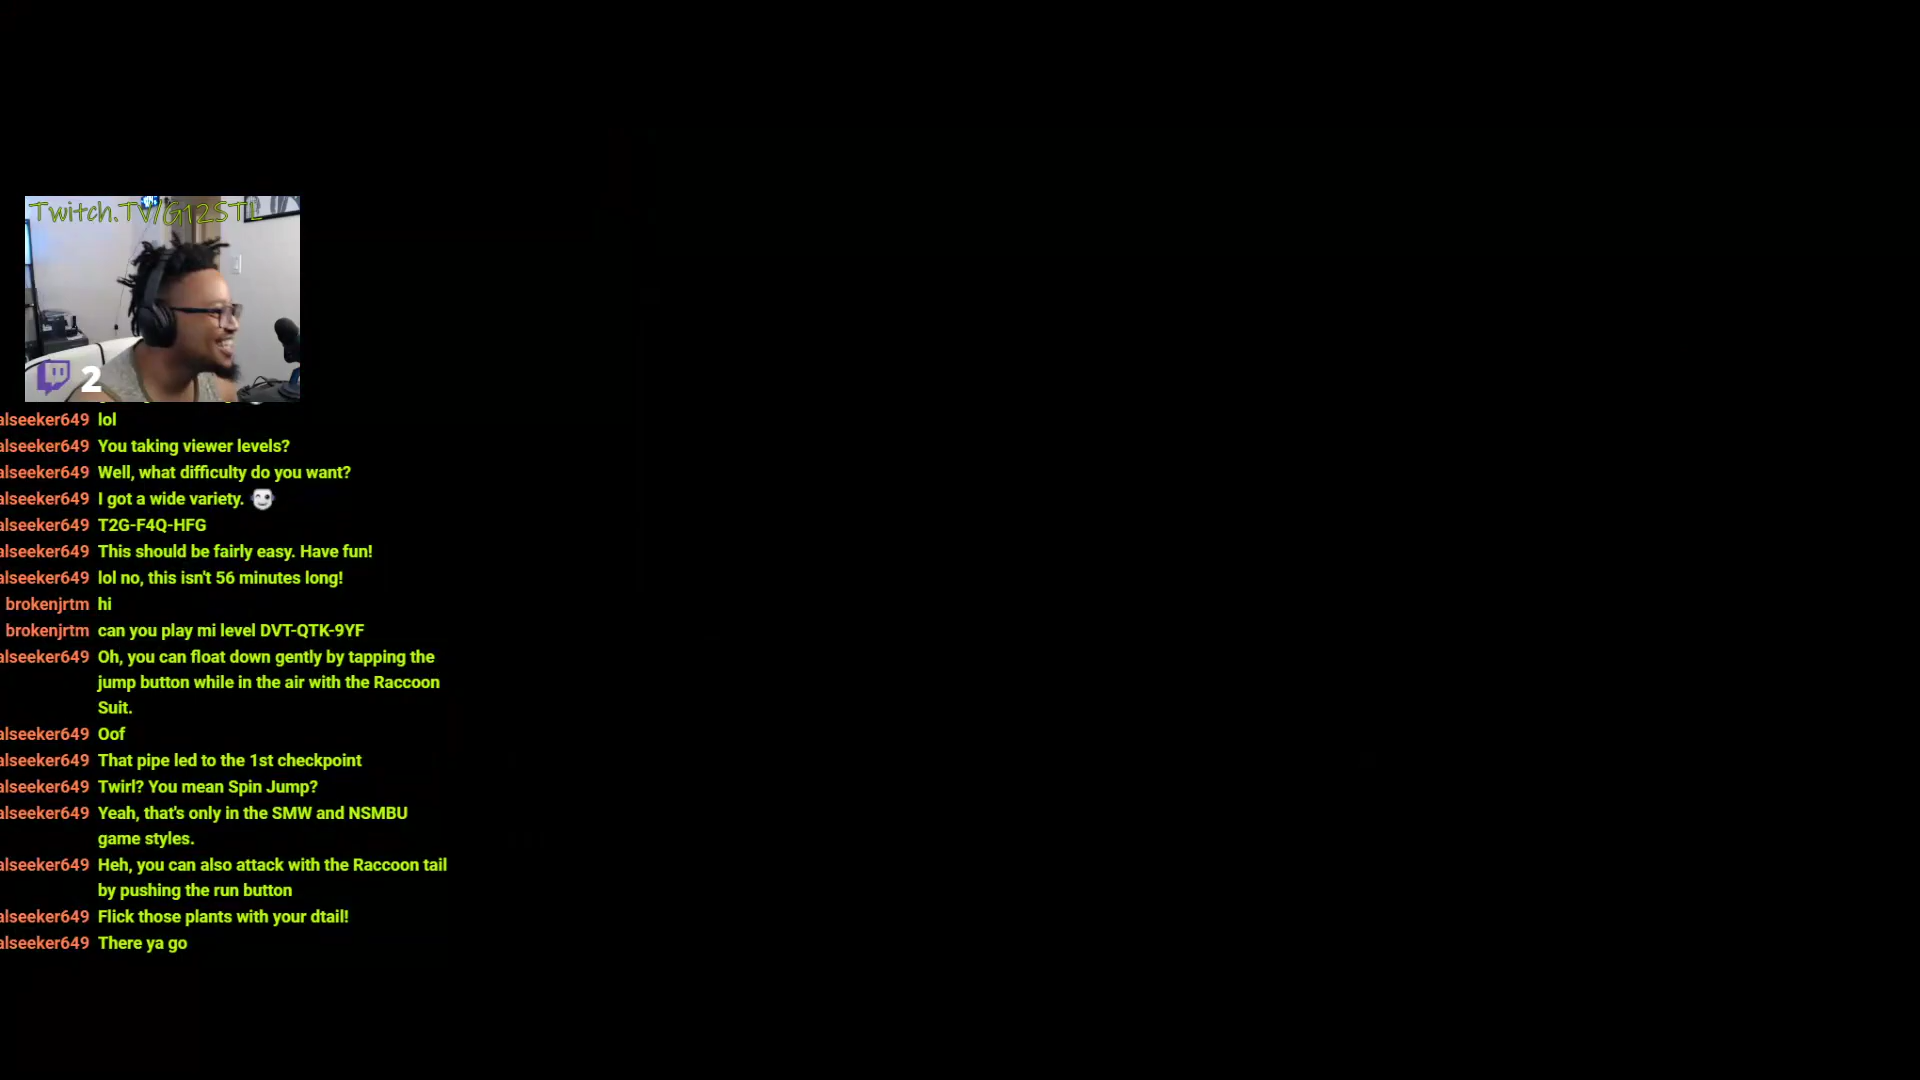 Twitch.TV/G12STL
2
alseeker649 lol
alseeker649 You taking viewer levels?
alseeker649 Well, what difficulty do you want?
alseeker649 I got a wide variety.
alseeker649 T2G-F4Q-HFG
alseeker649 This should be fairly easy. Have fun!
alseeker649 lol no, this isn't 56 minutes long!
brokenjrtm hi
brokenjrtm can you play mi level DVT-QTK-9YF
alseeker649 Oh, you can float down gently by tapping the
jump button while in the air with the Raccoon
Suit.
alseeker649 Oof
alseeker649 That pipe led to the 1st checkpoint
alseeker649 Twirl? You mean Spin Jump?
alseeker649 Yeah, that's only in the SMW and NSMBU
game styles.
alseeker649 Heh, you can also attack with the Raccoon tail
by pushing the run button
alseeker649 Flick those plants with your dtail!
alseeker649 There ya go